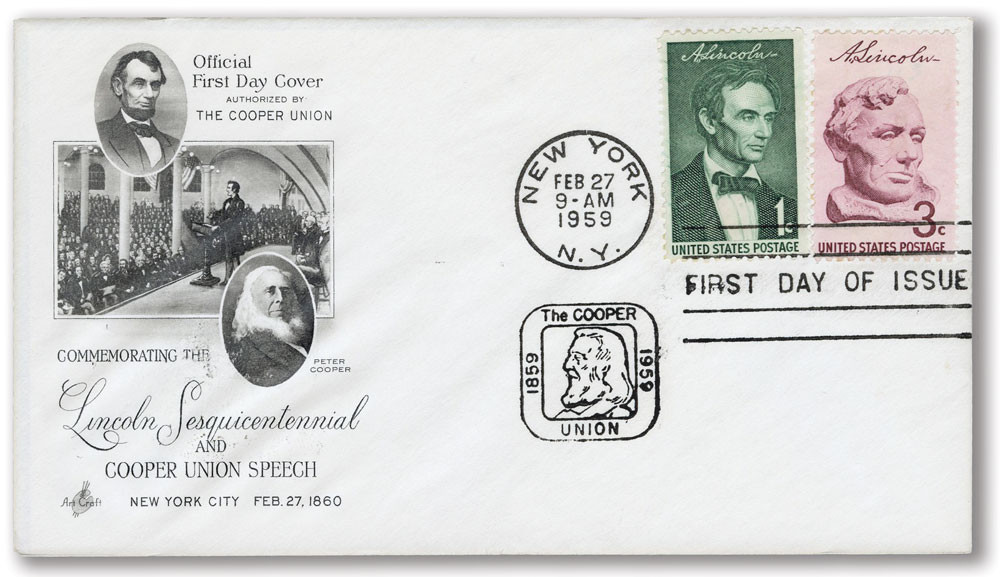 Official
First Day Cover
AUTHORIZED BY
THE COOPER UNION
PETER
COOPER
COMMEMORATING THE
Lincoln Sesquicentennial
AND
COOPER UNION SPEECH
ArtCraft
NEW YORK CITY FEB. 27, 1860
NEW YORK
FEB 27
9-AM
1959
N.Y.
A. Lincoln
1c
UNITED STATES POSTAGE
A. Lincoln
3c
UNITED STATES POSTAGE
FIRST DAY OF ISSUE
The COOPER
1859
1959
UNION